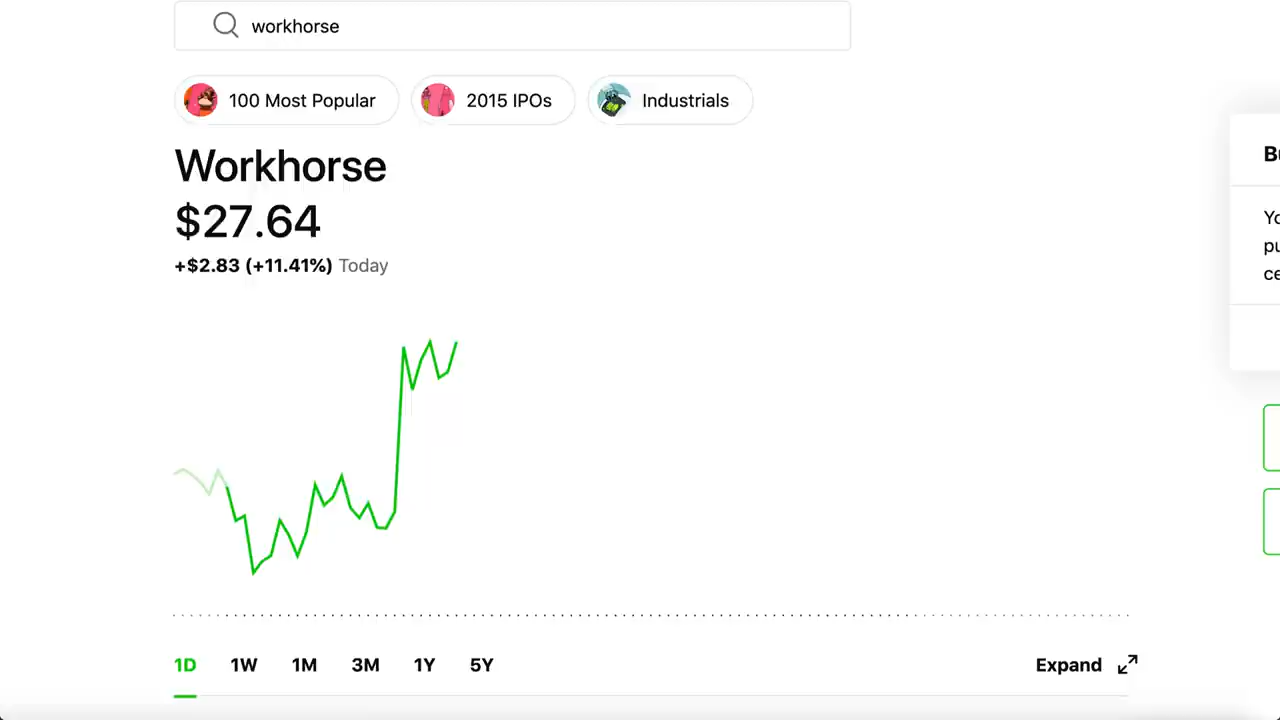 workhorse
100 Most Popular
2015 IPOs
Industrials
Workhorse
$27.64
+$2.83 (+11.41%) Today
1D 1W 1M 3M 1Y 5Y
Expand